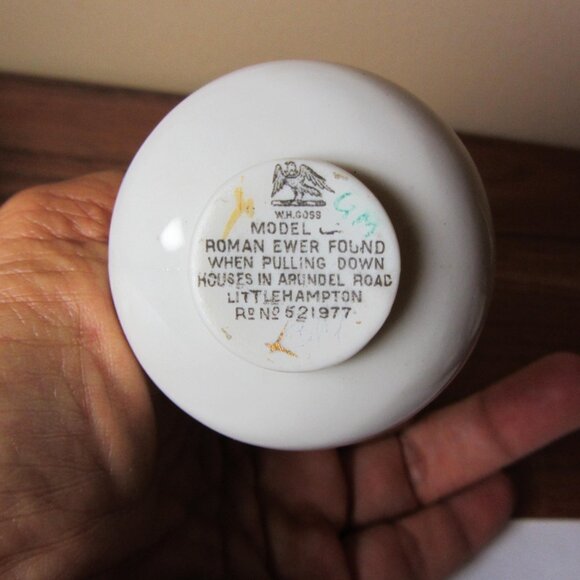 W.H.GOSS
MODEL
ROMAN EWER FOUND
WHEN PULLING DOWN
HOUSES IN ARUNDEL ROAD
LITTLEHAMPTON
RD NO 521977